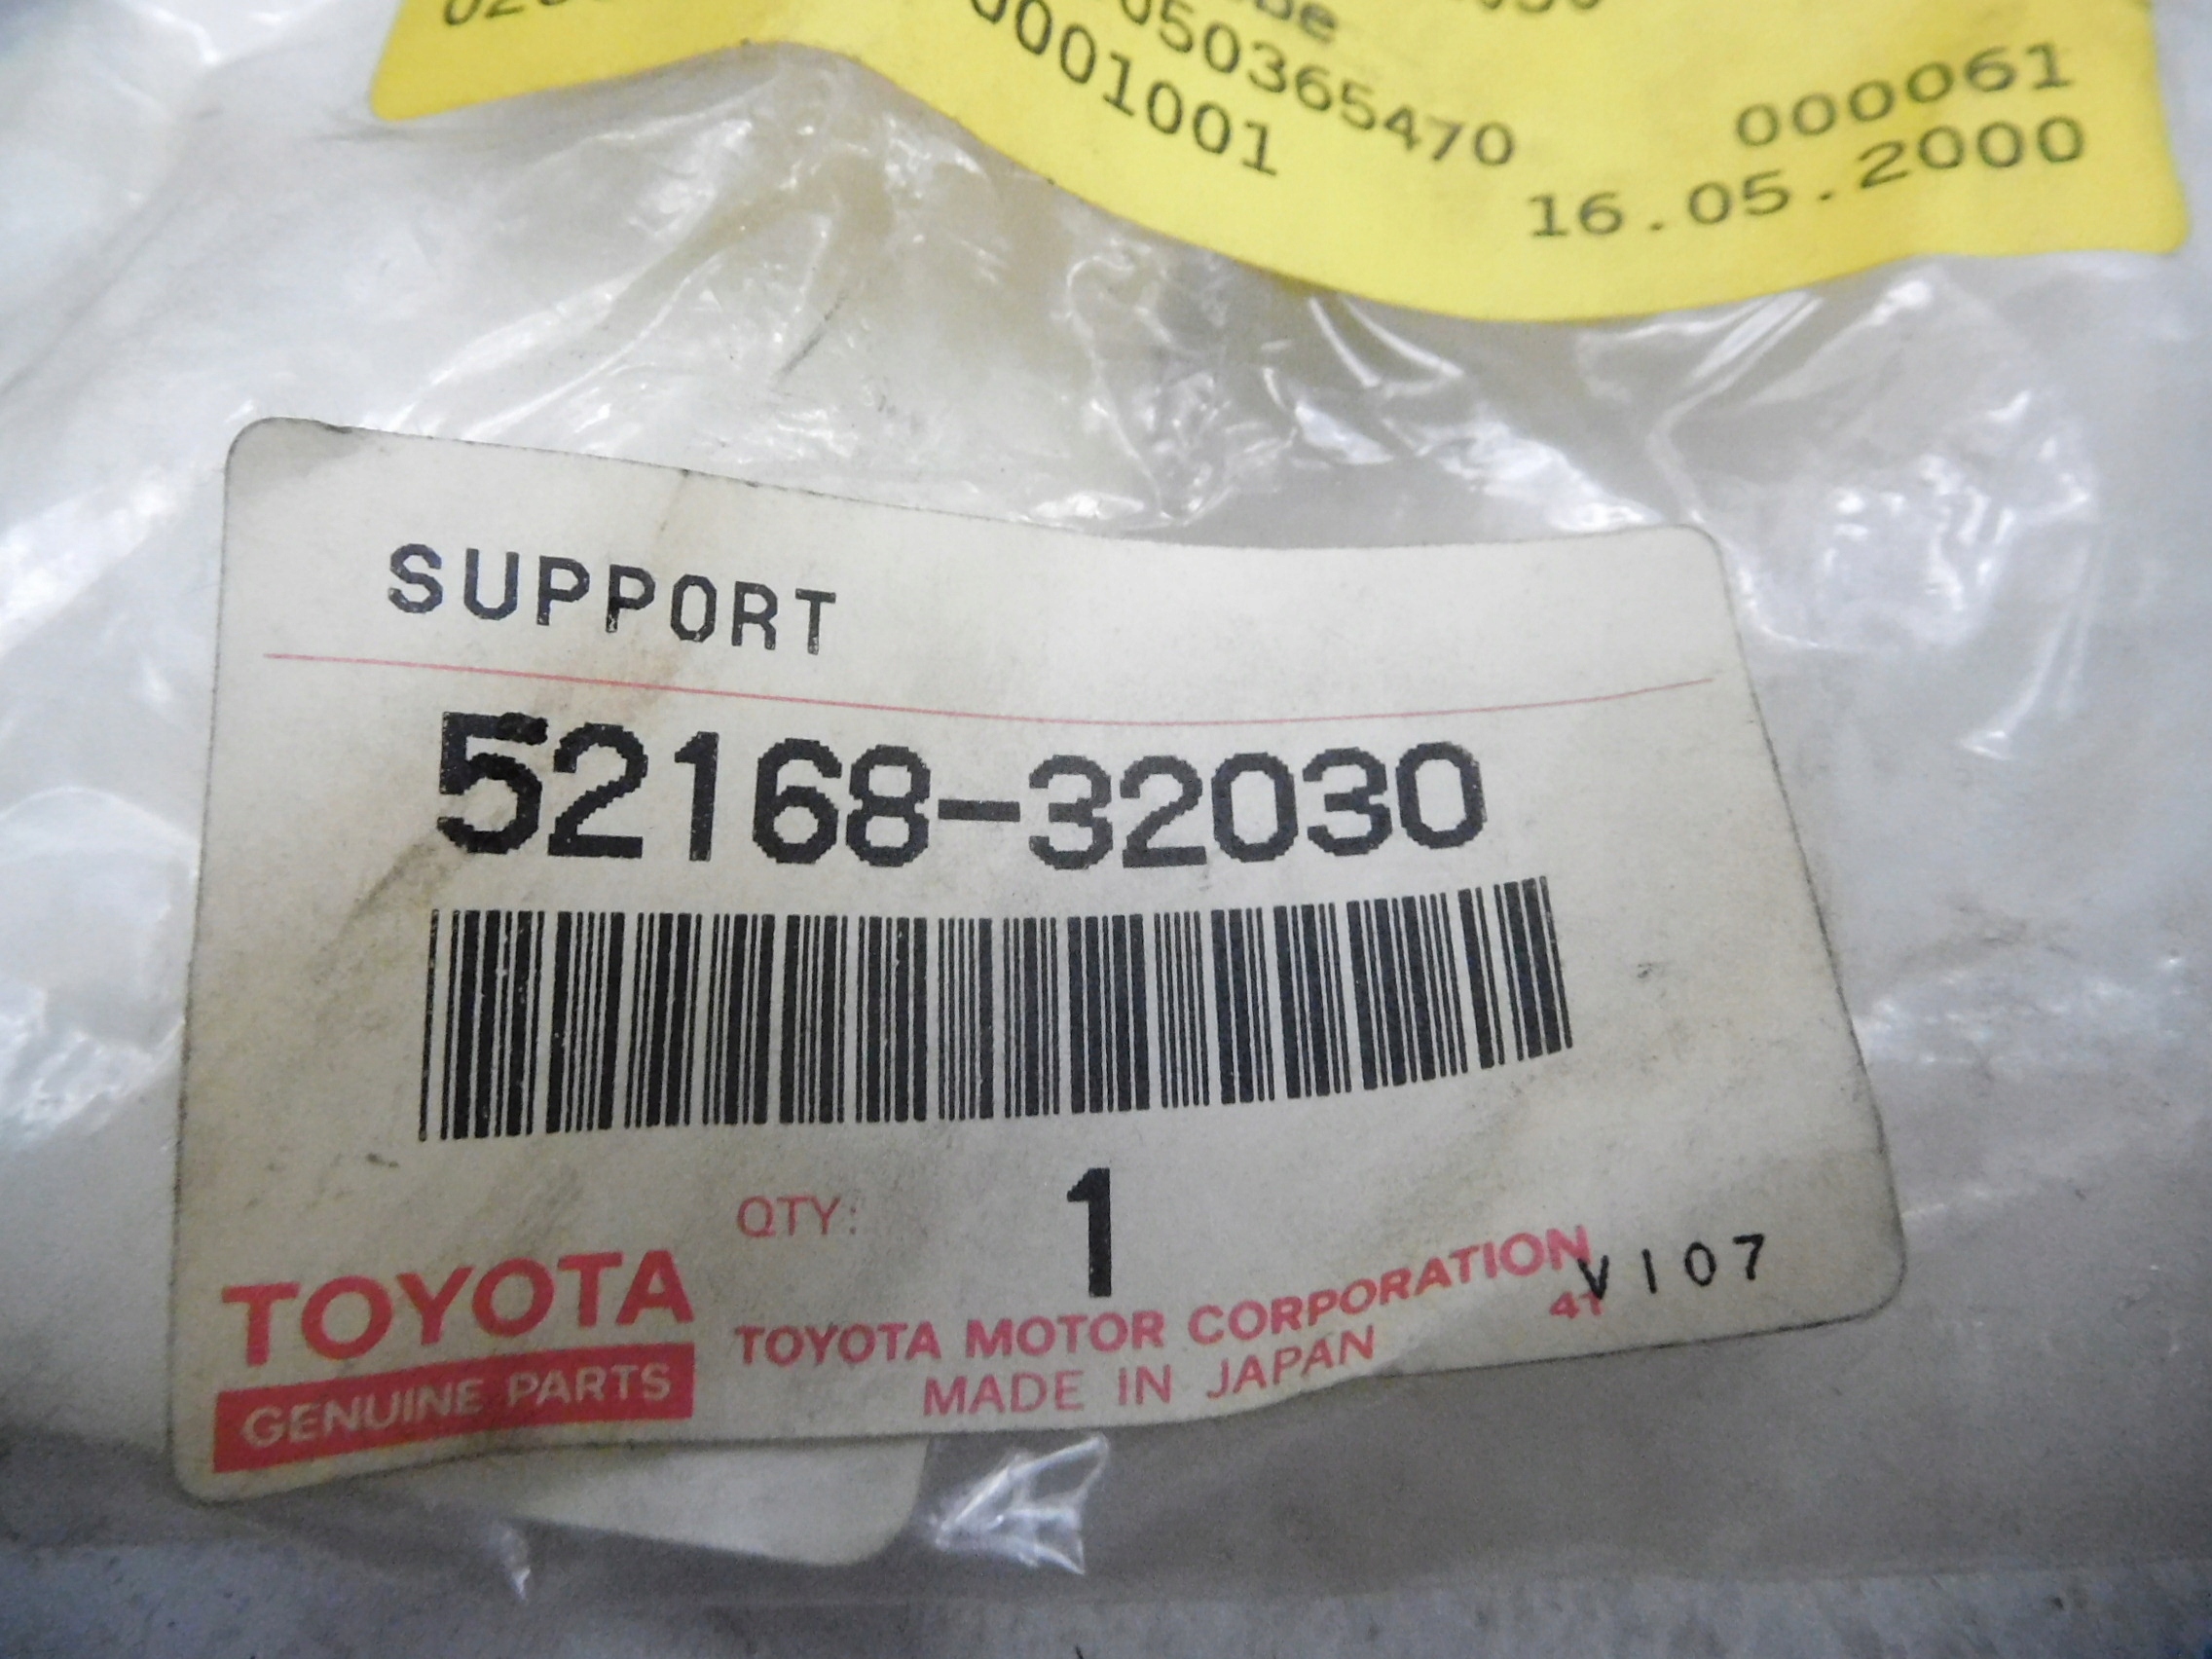 050365470
0001001
000061
16.05.2000
SUPPORT
52168-32030
QTY: 1
TOYOTA
GENUINE PARTS
TOYOTA MOTOR CORPORATION
MADE IN JAPAN
V107